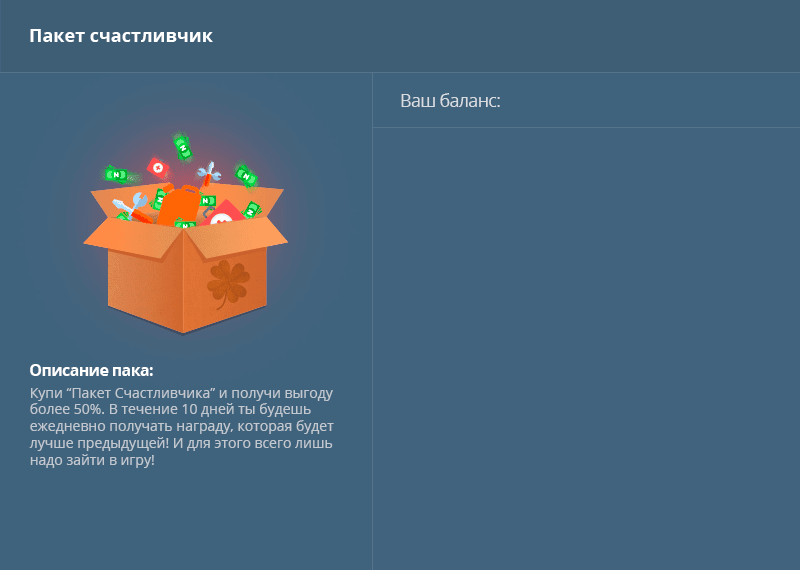 Пакет счастливчик
Ваш баланс:
Описание пака:
Купи “Пакет Счастливчика” и получи выгоду
более 50%. В течение 10 дней ты будешь
ежедневно получать награду, которая будет
лучше предыдущей! И для этого всего лишь
надо зайти в игру!